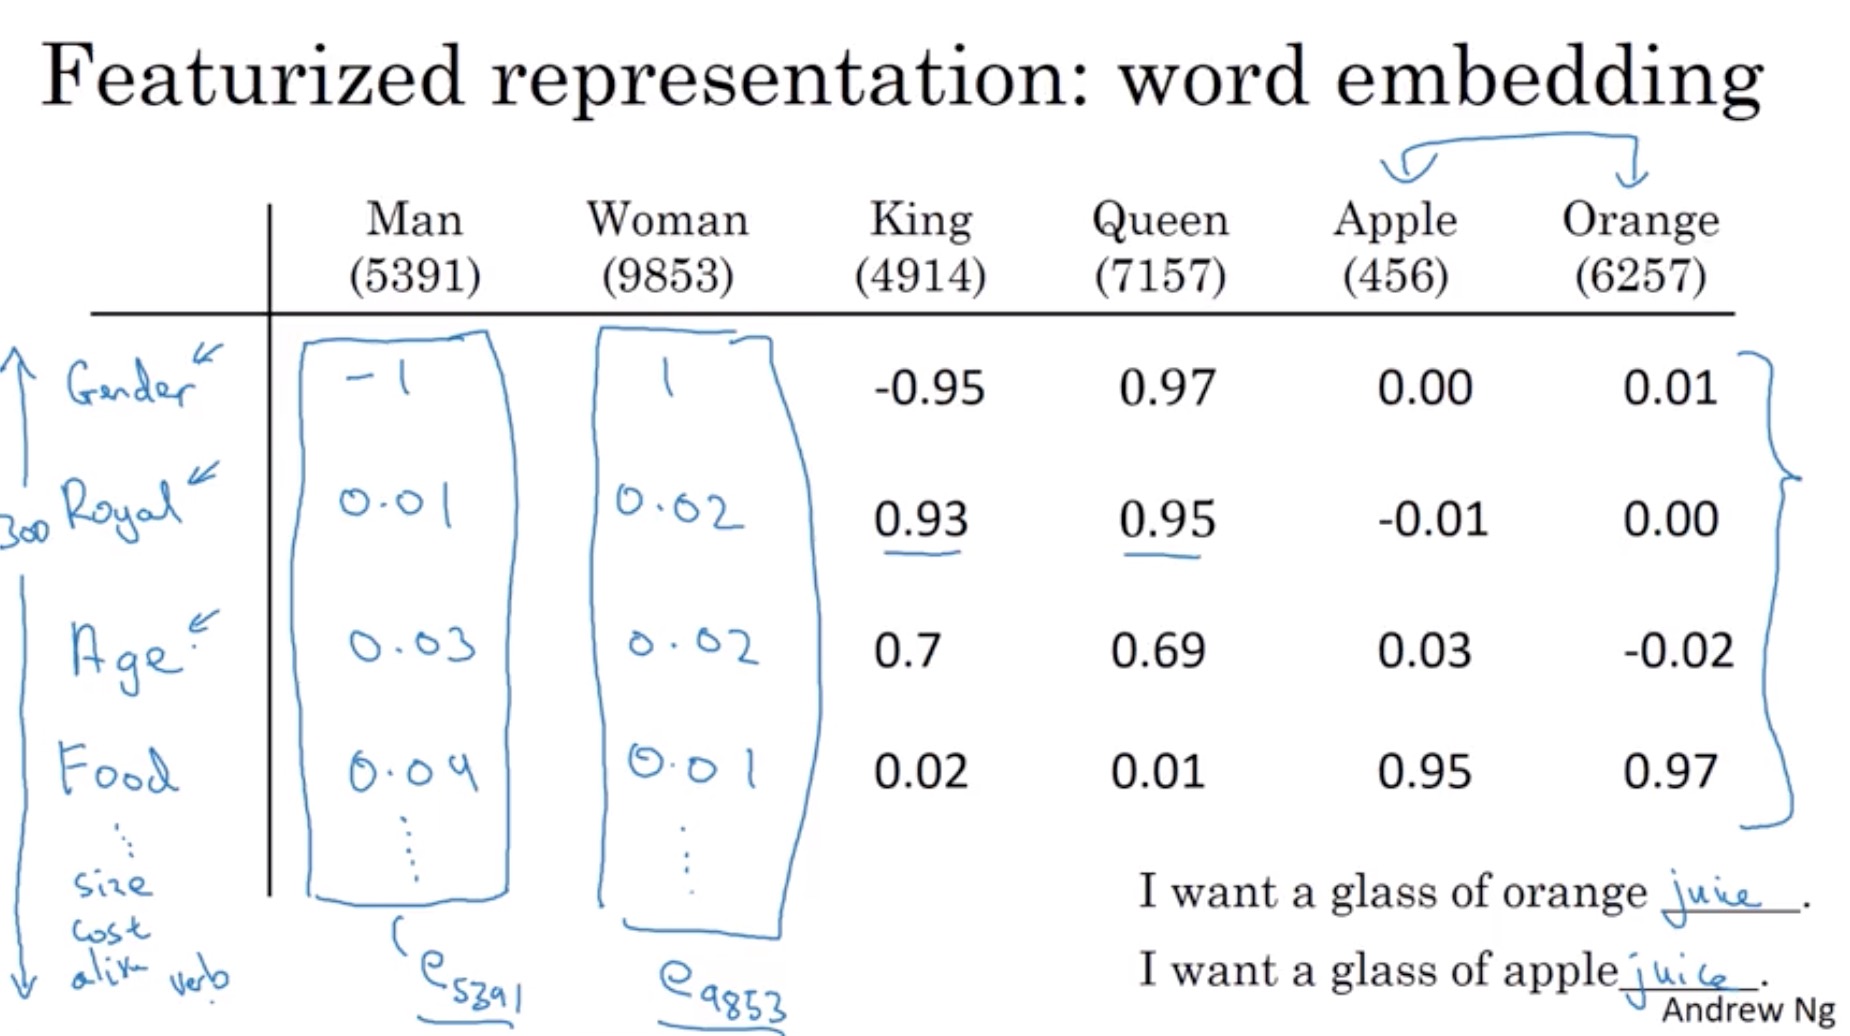 Featurized representation: word embedding
Man Woman King Queen Apple Orange
(5391) (9853) (4914) (7157) (456) (6257)
Gender -1 1 -0.95 0.97 0.00 0.01
300 Royal 0.01 0.02 0.93 0.95 -0.01 0.00
Age 0.03 0.02 0.7 0.69 0.03 -0.02
Food 0.04 0.01 0.02 0.01 0.95 0.97
size
cost
verb
e5391 e9853
I want a glass of orange juice.
I want a glass of apple juice.
Andrew Ng